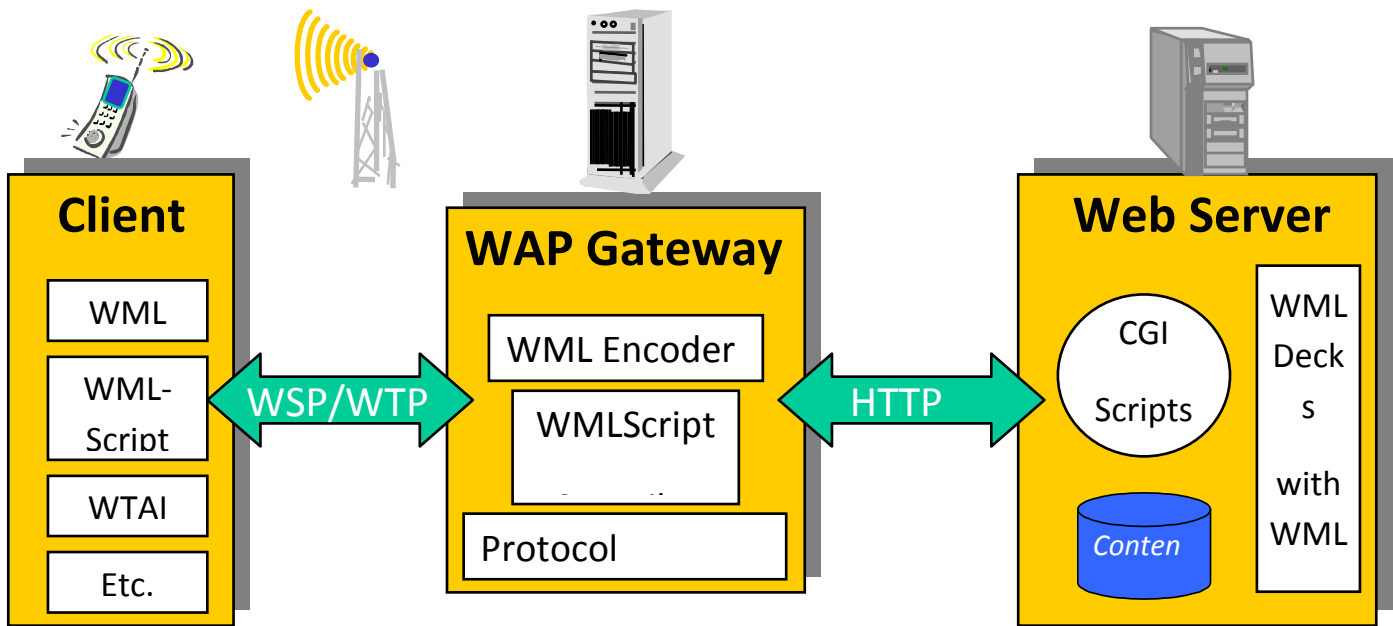 Client
WML
WML-
Script
WTAI
Etc.
WSP/WTP
WAP Gateway
WML Encoder
WMLScript
Protocol
HTTP
Web Server
CGI
Scripts
Conten
WML
Deck
s
with
WML